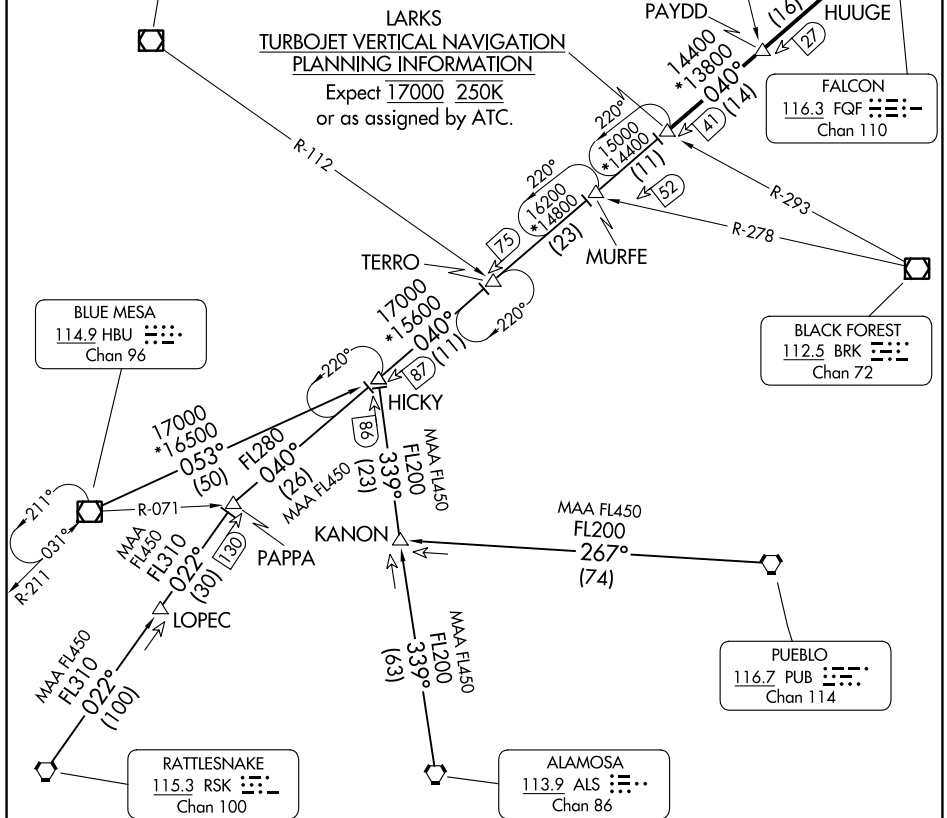 LARKS
TURBOJET VERTICAL NAVIGATION
PLANNING INFORMATION
Expect 17000 250K
or as assigned by ATC.
PAYDD
(16)
HUUGE
27
14400
*13800
040°
(14)
FALCON
116.3 FQF
Chan 110
41
220°
15000
*14400
(11)
R-112
220°
16200
*14800
(23)
52
R-293
R-278
MURFE
75
TERRO
220°
BLACK FOREST
112.5 BRK
Chan 72
17000
*15600
040°
(11)
BLUE MESA
114.9 HBU
Chan 96
220°
87
HICKY
17000
*16500
053°
(50)
FL280
040°
(26)
MAA FL450
86
MAA FL450
FL200
339°
(23)
211°
031°
R-211
R-071
130
PAPPA
KANON
MAA FL450
FL200
267°
(74)
MAA
FL450
FL310
022°
(30)
LOPEC
MAA FL450
FL310
022°
(100)
MAA FL450
FL200
339°
(63)
PUEBLO
116.7 PUB
Chan 114
RATTLESNAKE
115.3 RSK
Chan 100
ALAMOSA
113.9 ALS
Chan 86